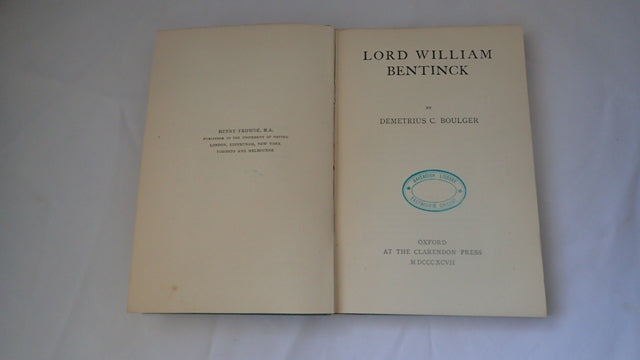 HENRY FROWDE, M.A.
PUBLISHER TO THE UNIVERSITY OF OXFORD
LONDON, EDINBURGH, NEW YORK
TORONTO AND MELBOURNE
LORD WILLIAM
BENTINCK
BY
DEMETRIUS C. BOULGER
LIBRARY
OXFORD
AT THE CLARENDON PRESS
MDCCCXCVII